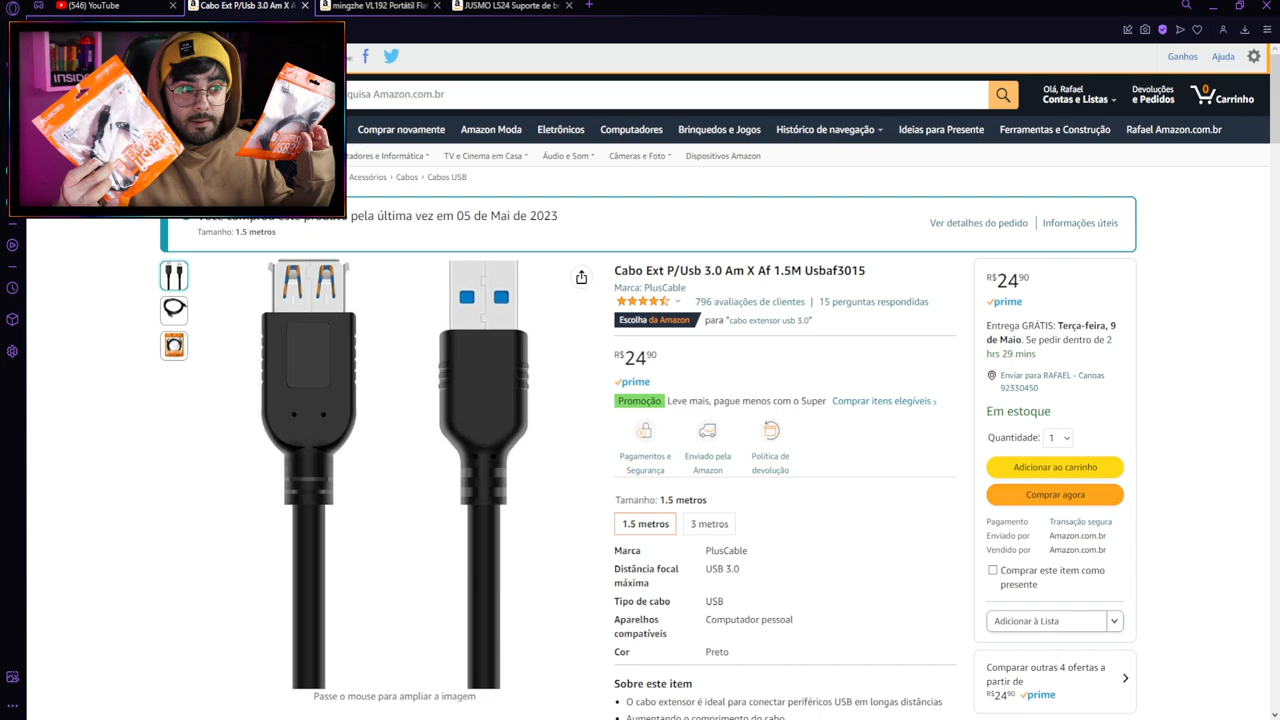 (546) YouTube
Cabo Ext P/Usb 3.0 Am X A
mingzhe VL192 Portátil Fla
JUSMO LS24 Suporte de b
Ganhos Ajuda
quisa Amazon.com.br
Olá, Rafael
Contas e Listas
Devoluções
e Pedidos
0
Carrinho
Comprar novamente Amazon Moda Eletrônicos Computadores Brinquedos e Jogos Histórico de navegação Ideias para Presente Ferramentas e Construção Rafael Amazon.com.br
tadores e Informática TV e Cinema em Casa Áudio e Som Câmeras e Foto Dispositivos Amazon
Acessórios › Cabos › Cabos USB
pela última vez em 05 de Mai de 2023
Tamanho: 1.5 metros
Ver detalhes do pedido | Informações úteis
Cabo Ext P/Usb 3.0 Am X Af 1.5M Usbaf3015
Marca: PlusCable
796 avaliações de clientes | 15 perguntas respondidas
Escolha da Amazon para "cabo extensor usb 3.0"
R$2490
prime
Promoção Leve mais, pague menos com o Super Comprar itens elegíveis ›
Pagamentos e
Segurança
Enviado pela
Amazon
Política de
devolução
Tamanho: 1.5 metros
1.5 metros 3 metros
Marca PlusCable
Distância focal
máxima
USB 3.0
Tipo de cabo USB
Aparelhos
compatíveis
Computador pessoal
Cor Preto
Sobre este item
• O cabo extensor é ideal para conectar periféricos USB em longas distâncias
Aumentando o comprimento do cabo
Passe o mouse para ampliar a imagem
R$2490
prime
Entrega GRÁTIS: Terça-feira, 9
de Maio. Se pedir dentro de 2
hrs 29 mins
Enviar para RAFAEL - Canoas
92330450
Em estoque
Quantidade: 1
Adicionar ao carrinho
Comprar agora
Pagamento Transação segura
Enviado por Amazon.com.br
Vendido por Amazon.com.br
Comprar este item como
presente
Adicionar à Lista
Comparar outras 4 ofertas a
partir de
R$2490 prime